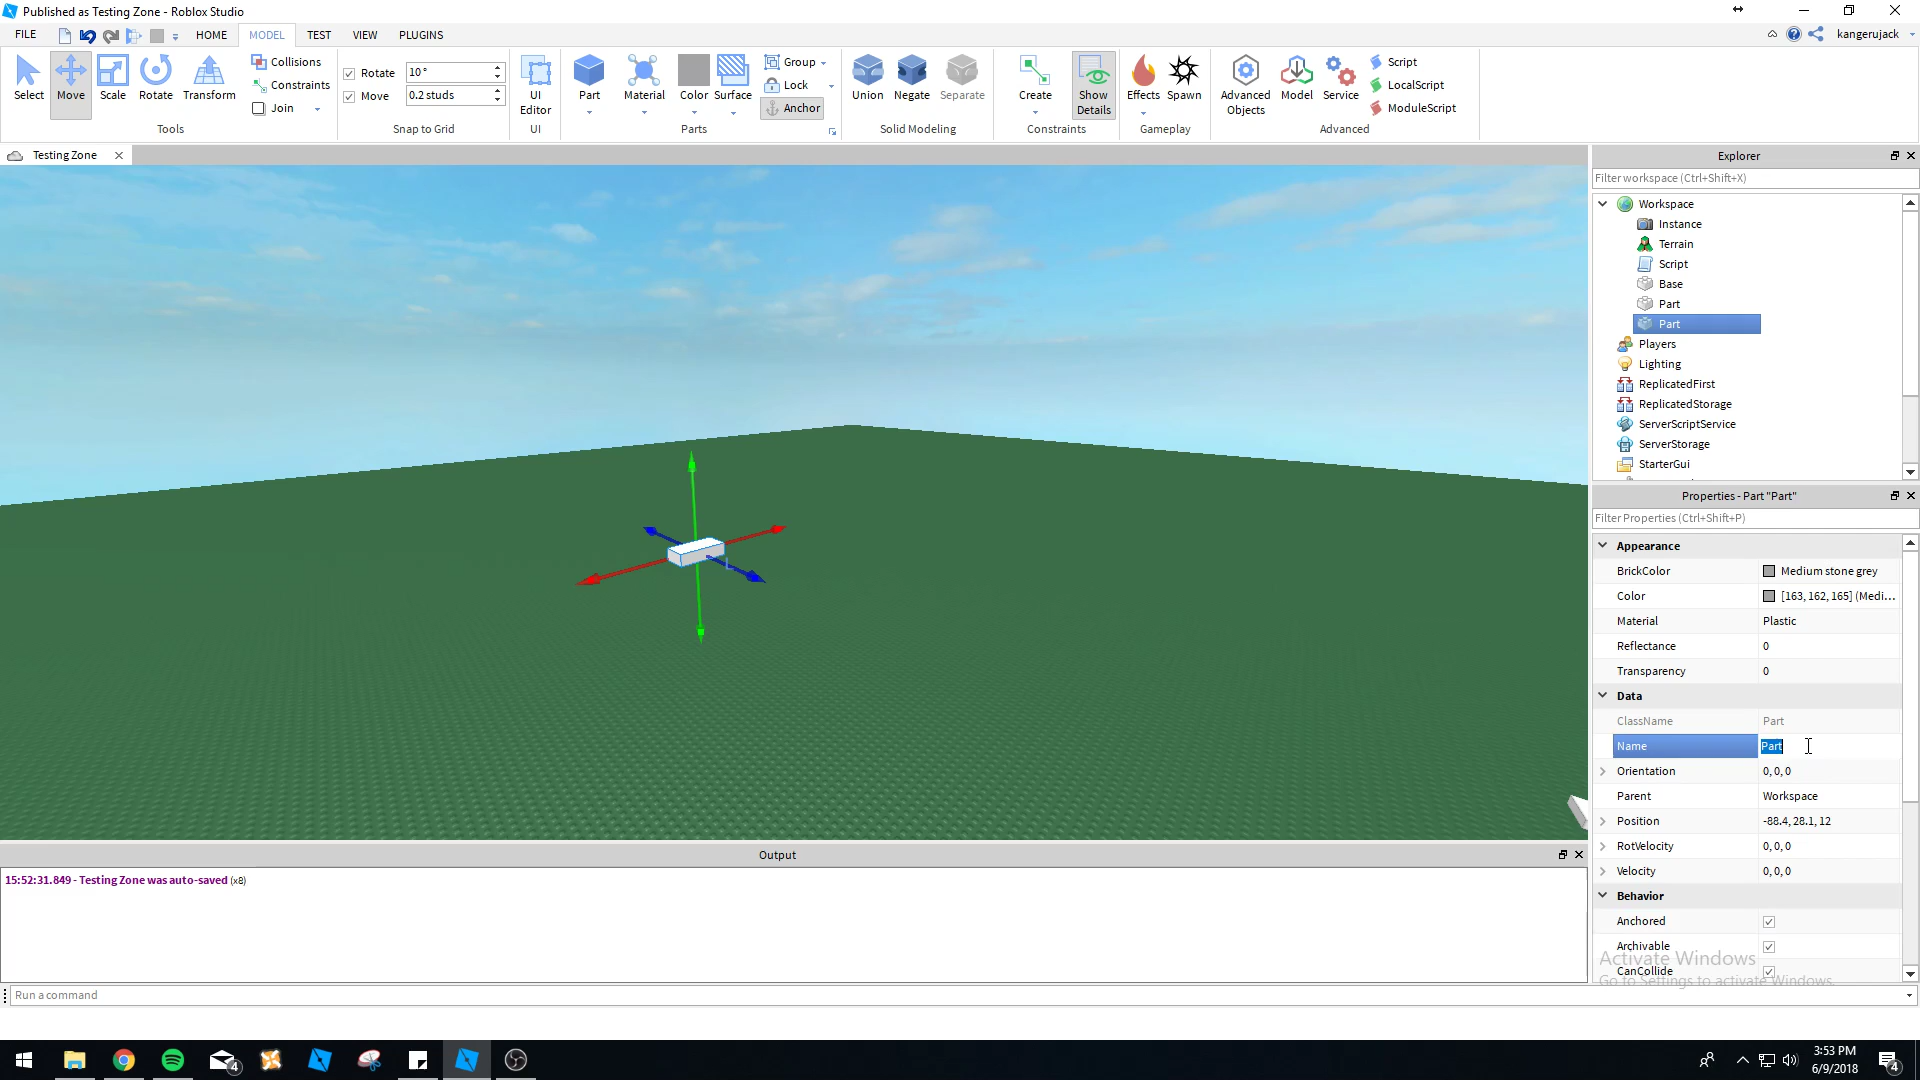 Published as Testing Zone - Roblox Studio
FILE HOME MODEL TEST VIEW PLUGINS kangerujack
Select Move Scale Rotate Transform
Collisions
Constraints
Join
Tools
Rotate 10°
Move 0.2 studs
Snap to Grid
UI Editor
UI
Part Material Color Surface
Group
Lock
Anchor
Parts
Union Negate Separate
Solid Modeling
Create Show Details
Constraints
Effects Spawn
Gameplay
Advanced Objects Model Service
Script
LocalScript
ModuleScript
Advanced
Testing Zone
Explorer
Filter workspace (Ctrl+Shift+X)
Workspace
Instance
Terrain
Script
Base
Part
Part
Players
Lighting
ReplicatedFirst
ReplicatedStorage
ServerScriptService
ServerStorage
StarterGui
Properties - Part "Part"
Filter Properties (Ctrl+Shift+P)
Appearance
BrickColor Medium stone grey
Color [163, 162, 165] (Medi...
Material Plastic
Reflectance 0
Transparency 0
Data
ClassName Part
Name Part
Orientation 0, 0, 0
Parent Workspace
Position -88.4, 28.1, 12
RotVelocity 0, 0, 0
Velocity 0, 0, 0
Behavior
Anchored
Archivable
CanCollide
Activate Windows
Go to Settings to activate Windows.
Output
15:52:31.849 - Testing Zone was auto-saved (x8)
Run a command
4
3:53 PM
6/9/2018
4